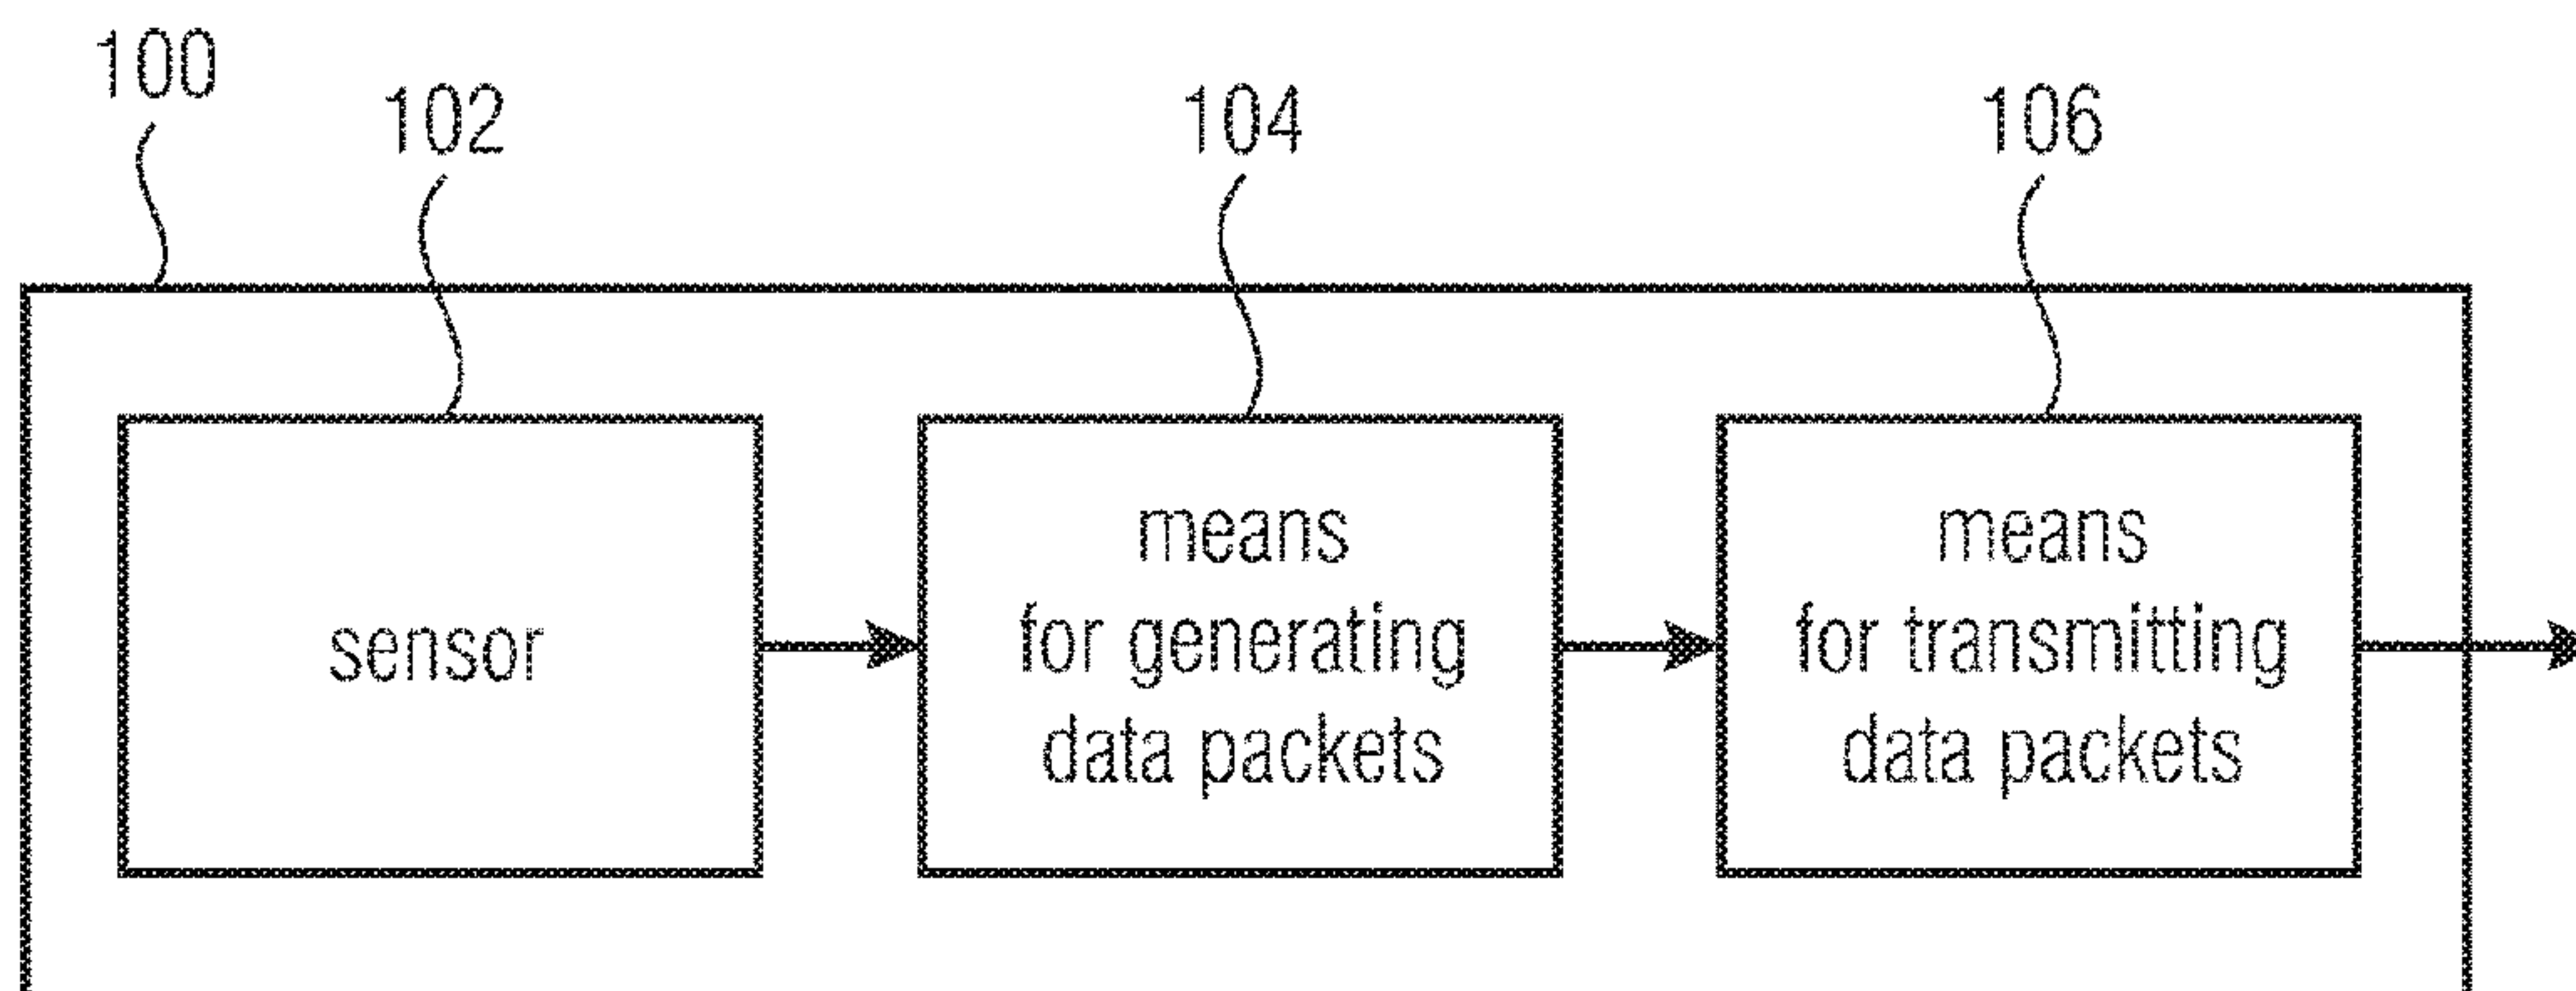 100
102
104
106
sensor
means
for generating
data packets
means
for transmitting
data packets